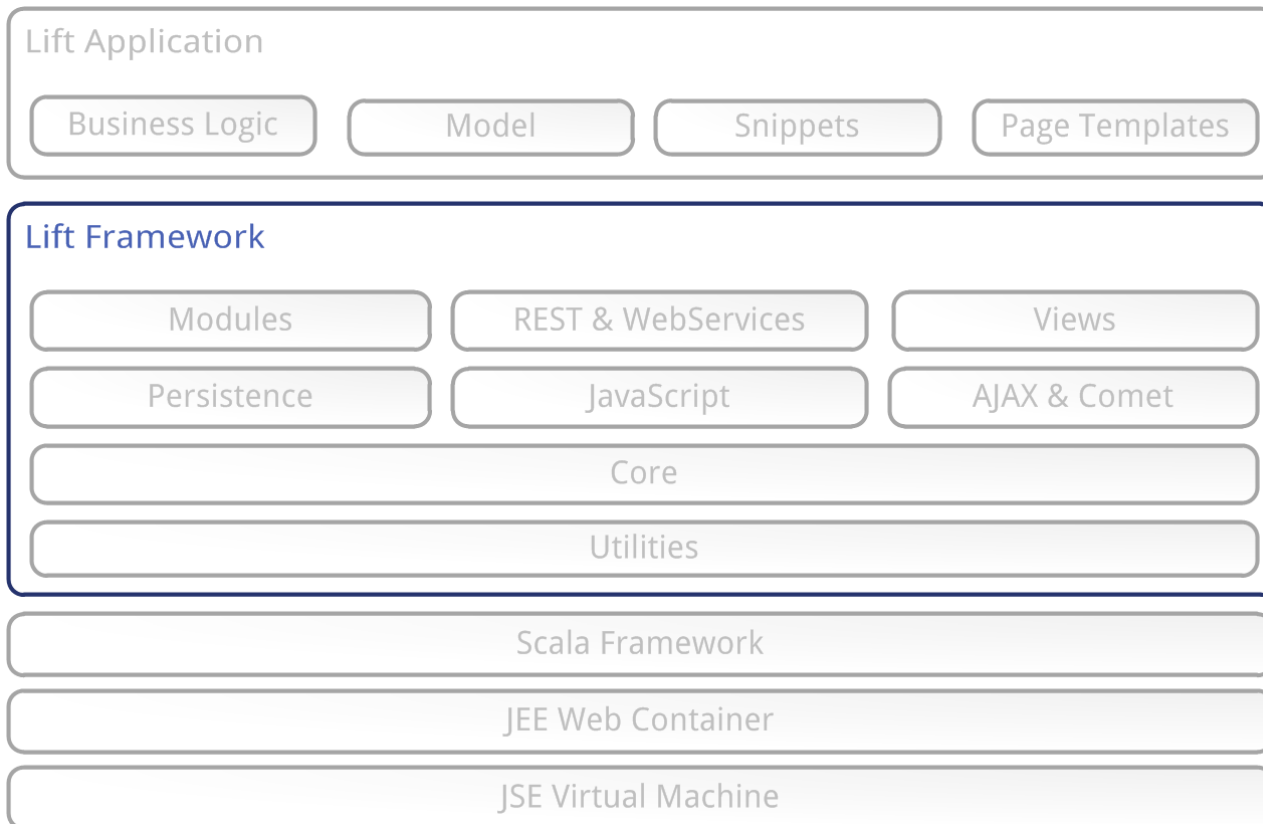 Lift Application
Business Logic
Model
Snippets
Page Templates
Lift Framework
Modules
REST & WebServices
Views
Persistence
JavaScript
AJAX & Comet
Core
Utilities
Scala Framework
JEE Web Container
JSE Virtual Machine